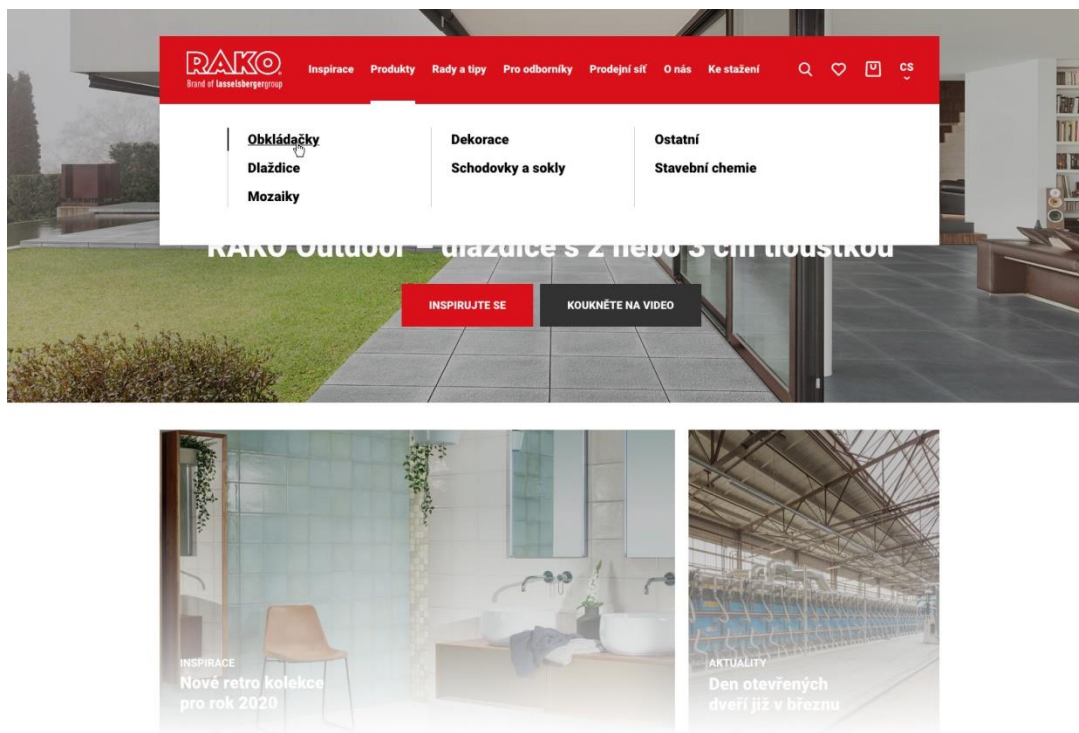 RAKO
Brand of lasselsbergergroup
Inspirace Produkty Rady a tipy Pro odborníky Prodejní síť O nás Ke stažení CS
Obkládačky Dekorace Ostatní
Dlaždice Schodovky a sokly Stavební chemie
Mozaiky
RAKO Outdoor – dlaždice s 2 nebo 3 cm tloušťkou
INSPIRUJTE SE KOUKNĚTE NA VIDEO
INSPIRACE
Nové retro kolekce
pro rok 2020
AKTUALITY
Den otevřených
dveří již v březnu